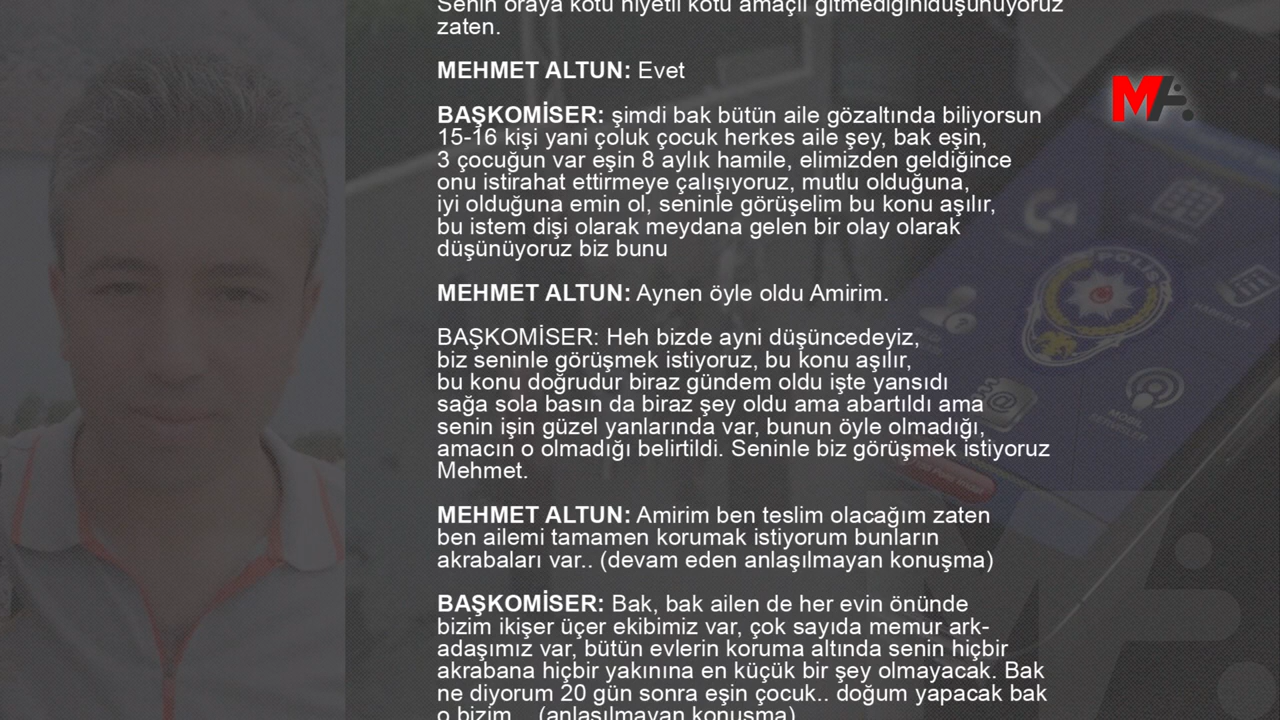 Senin oraya kötü niyetli kötü amaçlı gitmediğinidüşünüyoruz
zaten.
MEHMET ALTUN: Evet
BAŞKOMİSER: şimdi bak bütün aile gözaltında biliyorsun
15-16 kişi yani çoluk çocuk herkes aile şey, bak eşin,
3 çocuğun var eşin 8 aylık hamile, elimizden geldiğince
onu istirahat ettirmeye çalışıyoruz, mutlu olduğuna,
iyi olduğuna emin ol, seninle görüşelim bu konu aşılır,
bu istem dişi olarak meydana gelen bir olay olarak
düşünüyoruz biz bunu
MEHMET ALTUN: Aynen öyle oldu Amirim.
BAŞKOMİSER: Heh bizde ayni düşüncedeyiz,
biz seninle görüşmek istiyoruz, bu konu aşılır,
bu konu doğrudur biraz gündem oldu işte yansıdı
sağa sola basın da biraz şey oldu ama abartıldı ama
senin işin güzel yanlarında var, bunun öyle olmadığı,
amacın o olmadığı belirtildi. Seninle biz görüşmek istiyoruz
Mehmet.
MEHMET ALTUN: Amirim ben teslim olacağım zaten
ben ailemi tamamen korumak istiyorum bunların
akrabaları var.. (devam eden anlaşılmayan konuşma)
BAŞKOMİSER: Bak, bak ailen de her evin önünde
bizim ikişer üçer ekibimiz var, çok sayıda memur ark-
adaşımız var, bütün evlerin koruma altında senin hiçbir
akrabana hiçbir yakınına en küçük bir şey olmayacak. Bak
ne diyorum 20 gün sonra eşin çocuk.. doğum yapacak bak
o bizim... (anlaşılmayan konuşma)
MA
POLİS
HABERLER
MOBİL